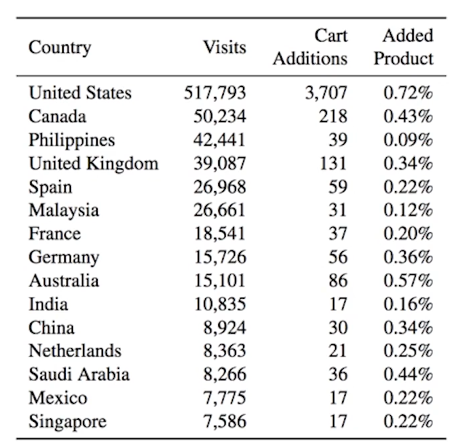 Country Visits Cart Additions Added Product
United States 517,793 3,707 0.72%
Canada 50,234 218 0.43%
Philippines 42,441 39 0.09%
United Kingdom 39,087 131 0.34%
Spain 26,968 59 0.22%
Malaysia 26,661 31 0.12%
France 18,541 37 0.20%
Germany 15,726 56 0.36%
Australia 15,101 86 0.57%
India 10,835 17 0.16%
China 8,924 30 0.34%
Netherlands 8,363 21 0.25%
Saudi Arabia 8,266 36 0.44%
Mexico 7,775 17 0.22%
Singapore 7,586 17 0.22%